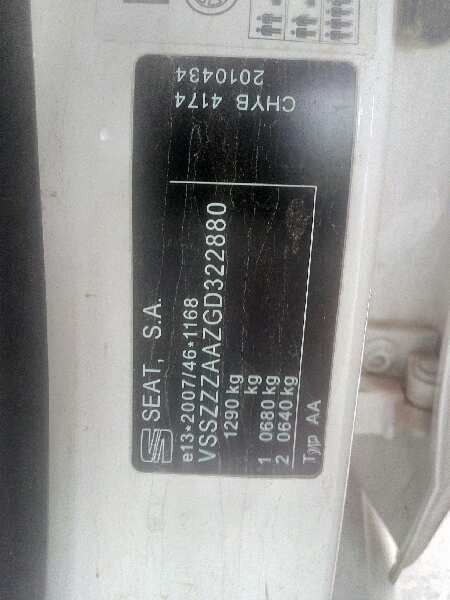 SEAT, S.A.
e13*2007/46*1168
VSSZZZAAZGD322880
1290 kg
kg
1 0680 kg
2 0640 kg
Typ AA
CHYB 4174
2010434